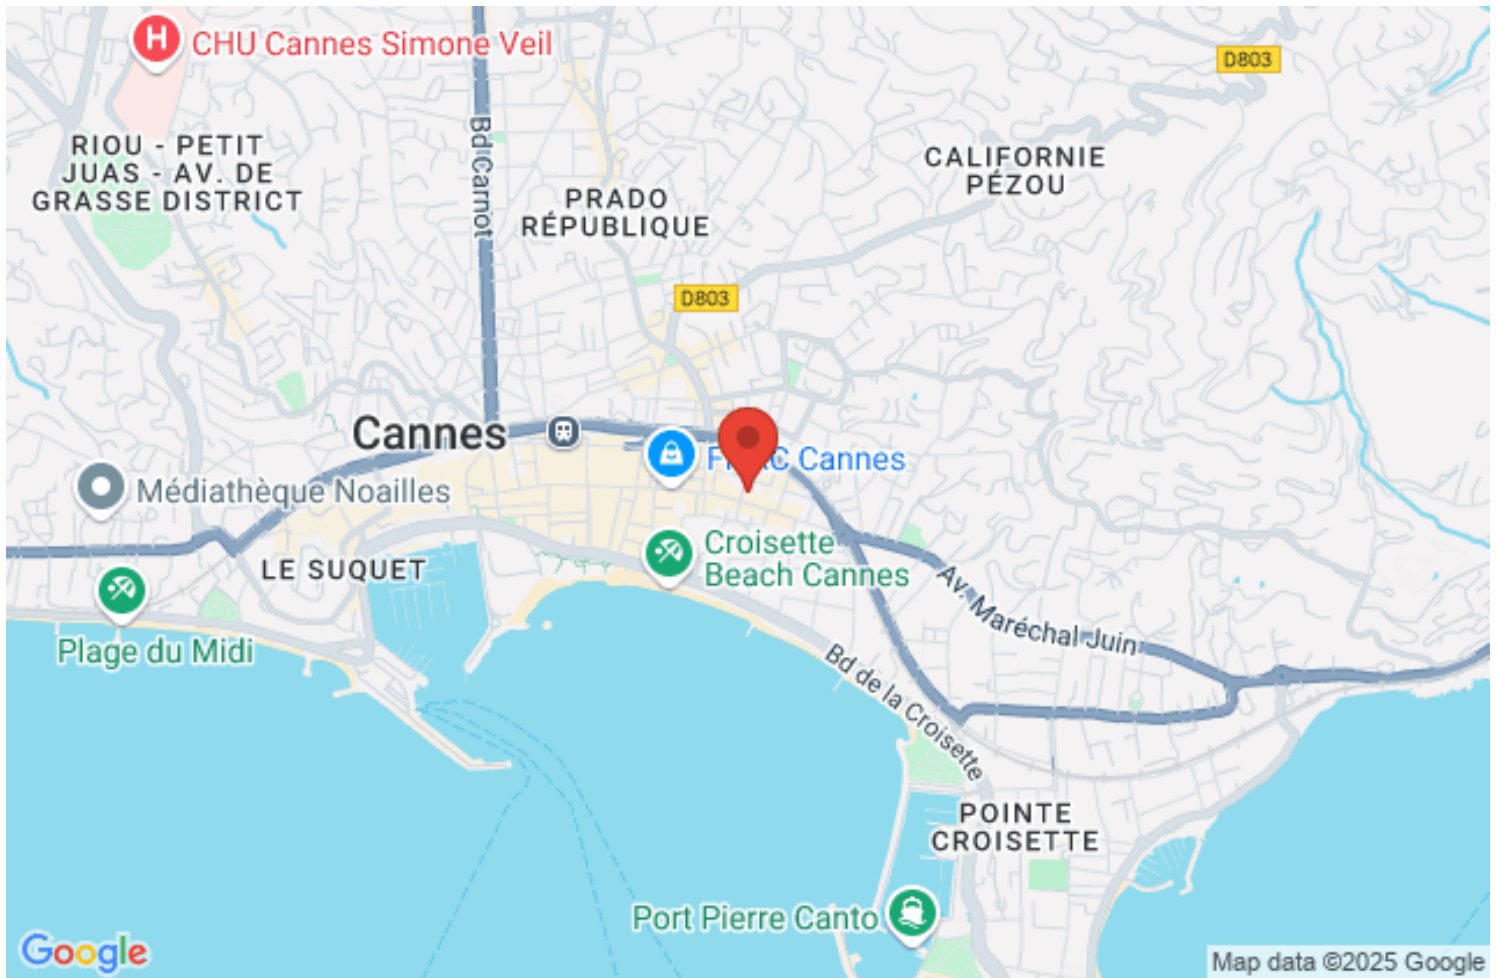 H
CHU Cannes Simone Veil
D803
RIOU - PETIT
JUAS - AV. DE
GRASSE DISTRICT
Bd Carnot
CALIFORNIE
PÉZOU
PRADO
RÉPUBLIQUE
D803
Cannes
FNAC Cannes
Médiathèque Noailles
Croisette
Beach Cannes
LE SUQUET
Av. Maréchal Juin
Plage du Midi
Bd de la Croisette
POINTE
CROISETTE
Port Pierre Canto
Google
Map data ©2025 Google